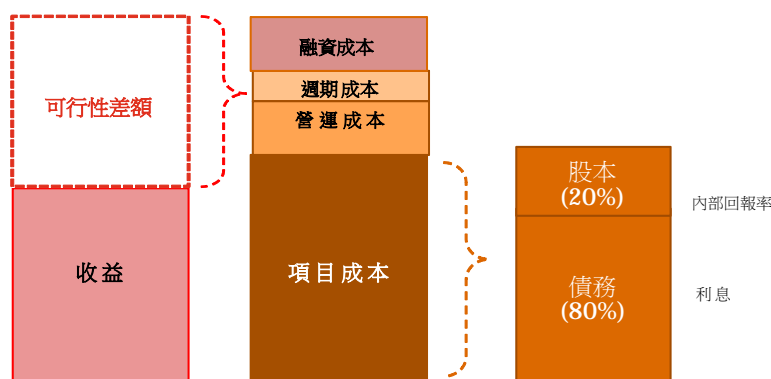 可行性差額
收益
融資成本
週期成本
營運成本
項目成本
股本
(20%)
內部回報率
債務
(80%)
利息